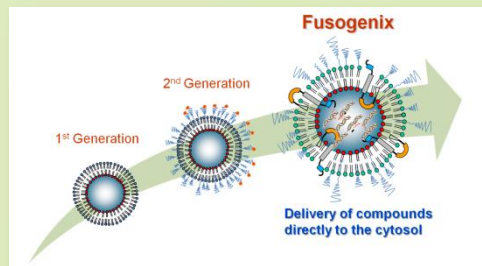 Fusogenix
2nd Generation
1st Generation
Delivery of compounds
directly to the cytosol